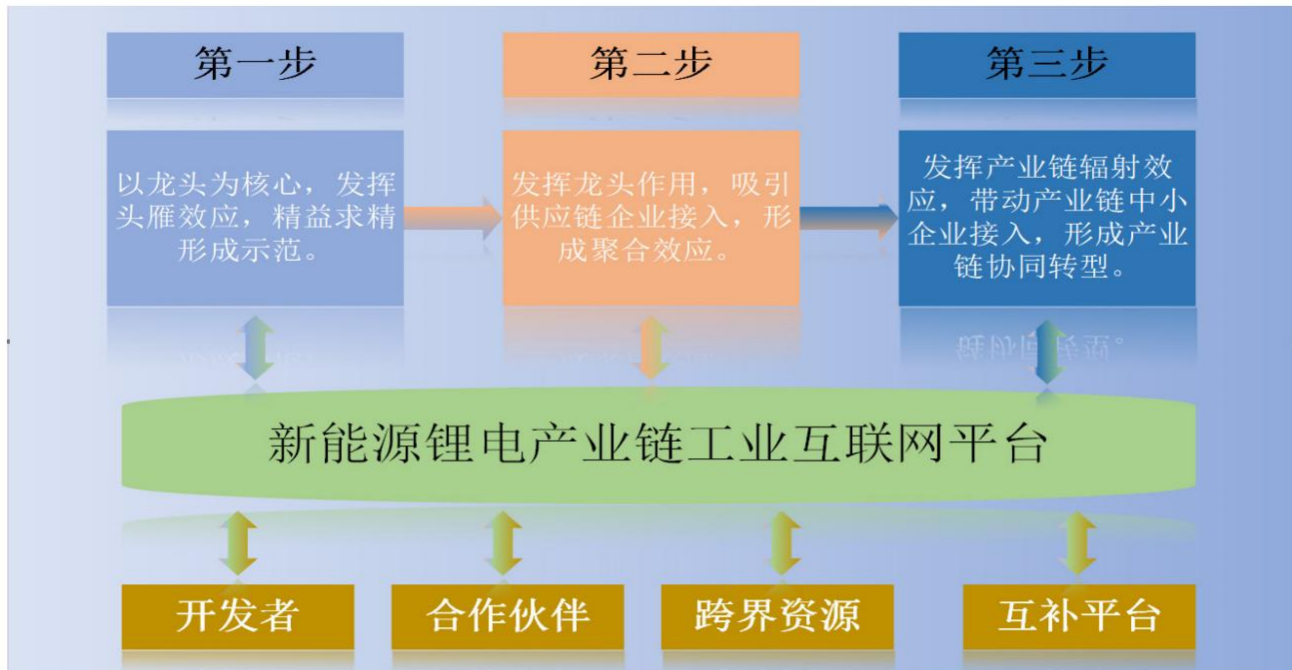 第一步
第二步
第三步
以龙头为核心，发挥
头雁效应，精益求精
形成示范。
发挥龙头作用，吸引
供应链企业接入，形
成聚合效应。
发挥产业链辐射效
应，带动产业链中小
企业接入，形成产业
链协同转型。
新能源锂电产业链工业互联网平台
开发者
合作伙伴
跨界资源
互补平台